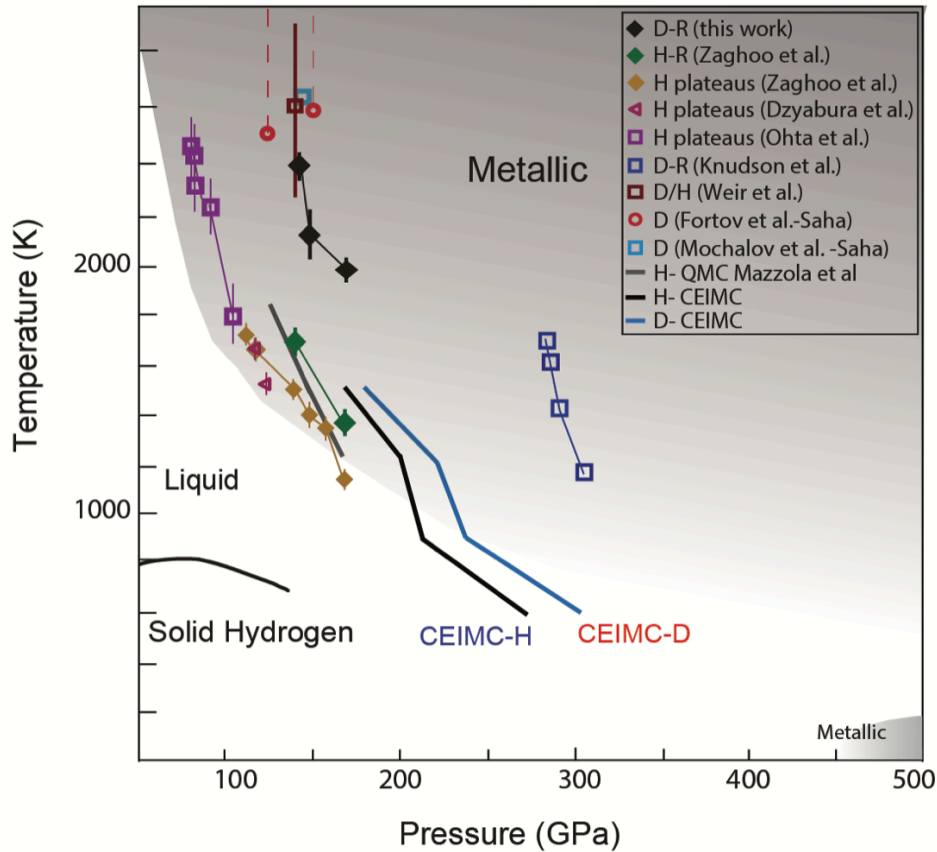 D-R (this work)
H-R (Zaghoo et al.)
H plateaus (Zaghoo et al.)
H plateaus (Dzyabura et al.)
H plateaus (Ohta et al.)
D-R (Knudson et al.)
D/H (Weir et al.)
D (Fortov et al.-Saha)
D (Mochalov et al. -Saha)
H- QMC Mazzola et al
H- CEIMC
D- CEIMC
Metallic
Temperature (K)
2000
1000
Liquid
Solid Hydrogen
CEIMC-H
CEIMC-D
Metallic
100
200
300
400
500
Pressure (GPa)